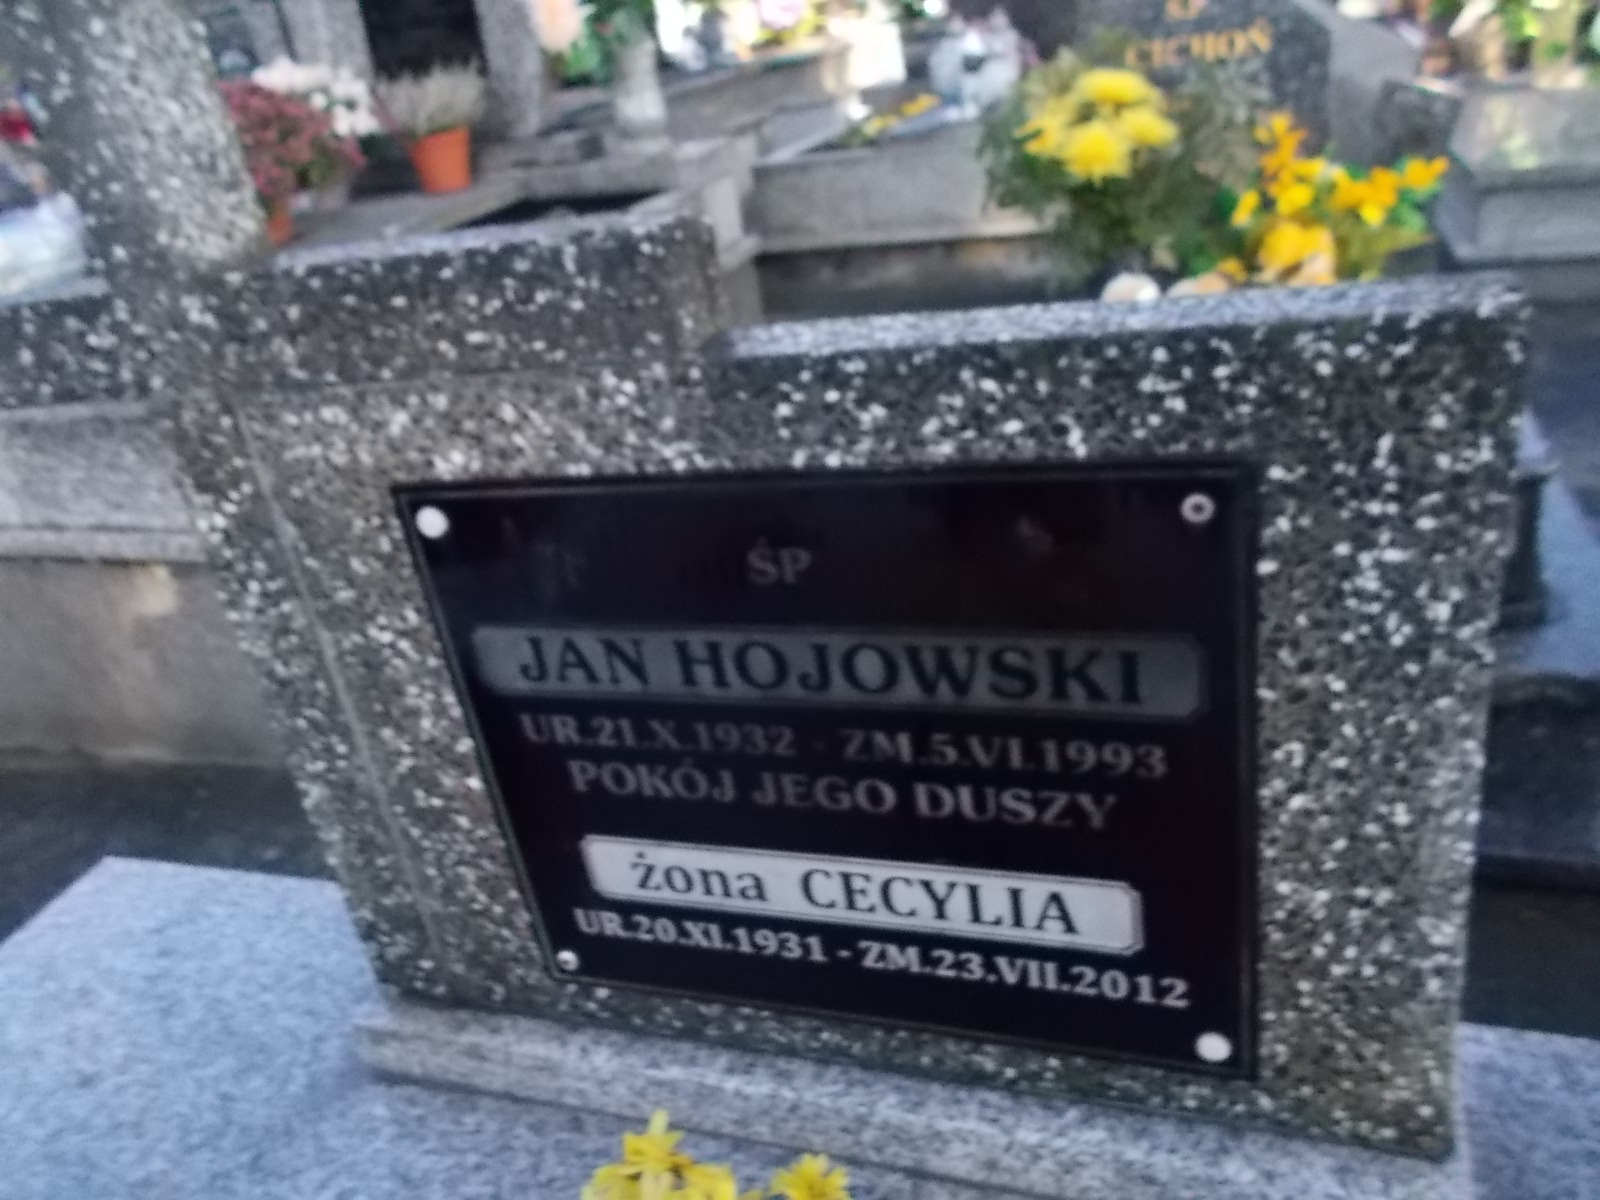 CICHOŃ
ŚP
JAN HOJOWSKI
UR.21.X.1932 - ZM.5.VI.1993
POKÓJ JEGO DUSZY
żona CECYLIA
UR.20.XI.1931 - ZM.23.VII.2012